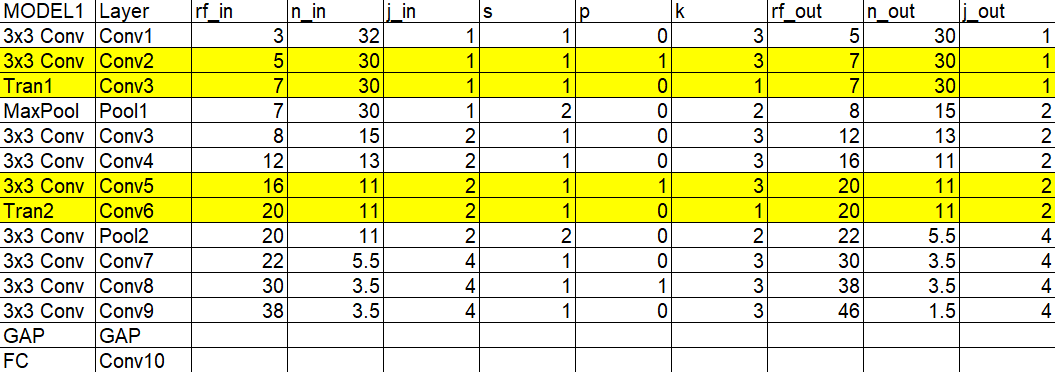 MODEL1 Layer rf_in n_in j_in s p k rf_out n_out j_out
3x3 Conv Conv1 3 32 1 1 0 3 5 30 1
3x3 Conv Conv2 5 30 1 1 1 3 7 30 1
Tran1 Conv3 7 30 1 1 0 1 7 30 1
MaxPool Pool1 7 30 1 2 0 2 8 15 2
3x3 Conv Conv3 8 15 2 1 0 3 12 13 2
3x3 Conv Conv4 12 13 2 1 0 3 16 11 2
3x3 Conv Conv5 16 11 2 1 1 3 20 11 2
Tran2 Conv6 20 11 2 1 0 1 20 11 2
3x3 Conv Pool2 20 11 2 2 0 2 22 5.5 4
3x3 Conv Conv7 22 5.5 4 1 0 3 30 3.5 4
3x3 Conv Conv8 30 3.5 4 1 1 3 38 3.5 4
3x3 Conv Conv9 38 3.5 4 1 0 3 46 1.5 4
GAP GAP
FC Conv10